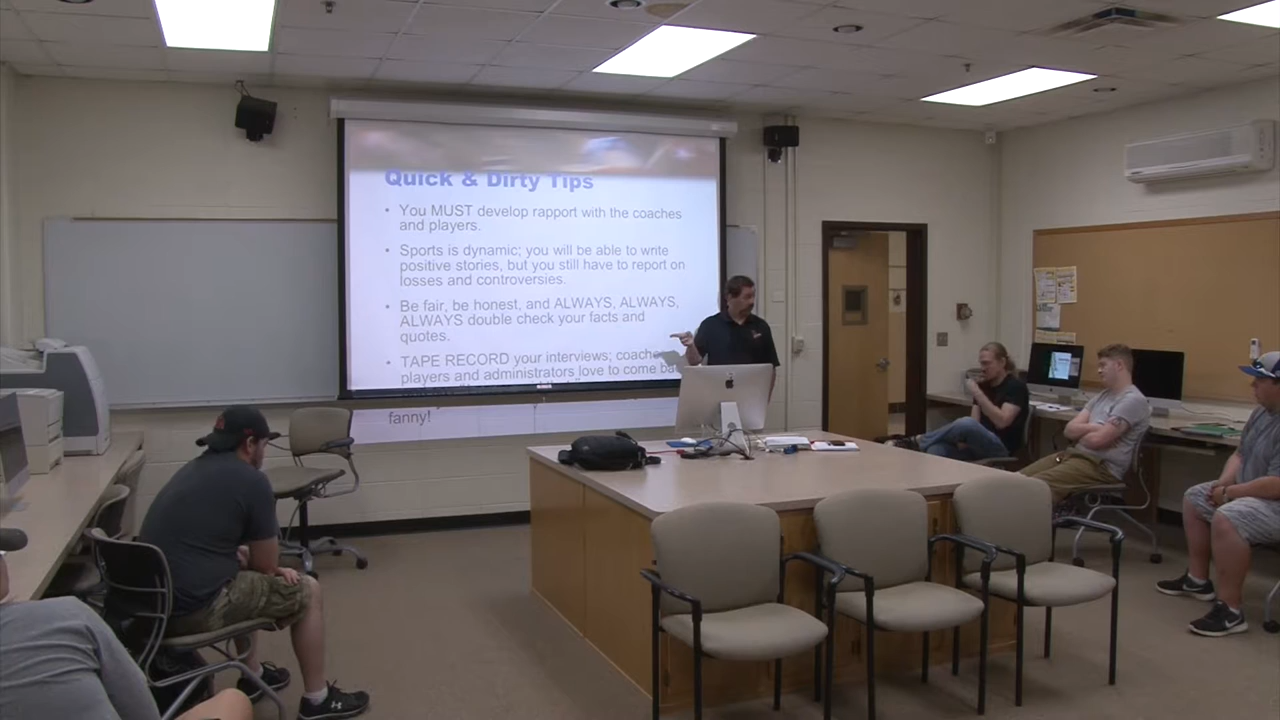 Quick & Dirty Tips
• You MUST develop rapport with the coaches
and players.
• Sports is dynamic; you will be able to write
positive stories, but you still have to report on
losses and controversies.
• Be fair, be honest, and ALWAYS, ALWAYS,
ALWAYS double check your facts and
quotes.
• TAPE RECORD your interviews;
players and administrators love to come
fanny!